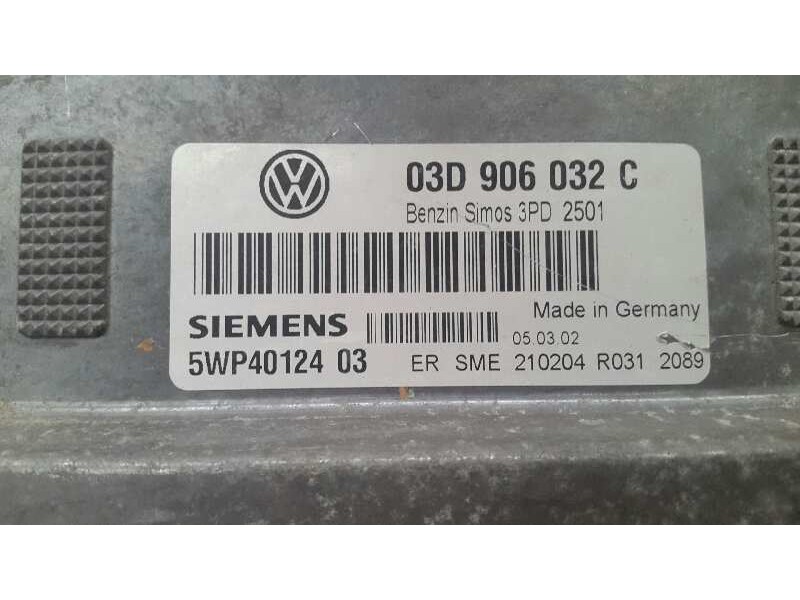 03D 906 032 C
Benzin Simos 3PD 2501
Made in Germany
SIEMENS
05.03.02
5WP40124 03 ER SME 210204 R031 2089